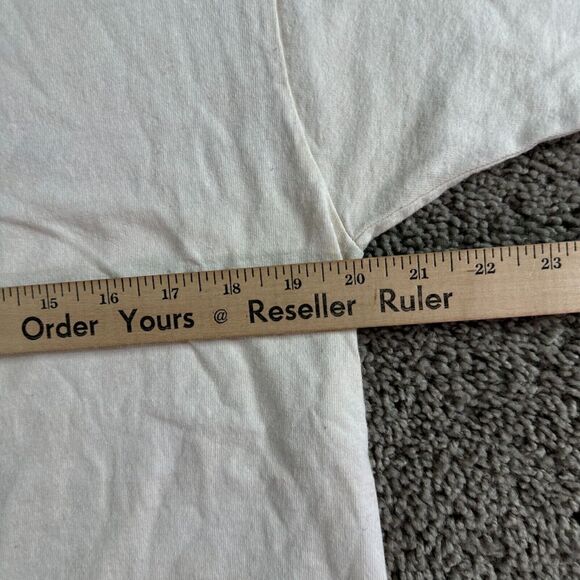 15 16 17 18 19 20 21 22 23
Order Yours @ Reseller Ruler